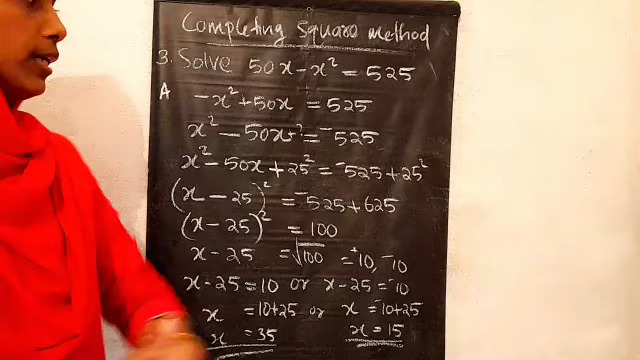 Completing Square method
3. Solve 50x - x² = 525
A -x² + 50x = 525
x² - 50x + ? = ⁻525
x² - 50x + 25² = ⁻525 + 25²
(x - 25)² = ⁻525 + 625
(x - 25)² = 100
x - 25 = √100 = ⁺10, ⁻10
x - 25 = 10 or x - 25 = ⁻10
x = 10+25 or x = ⁻10+25
x = 35 x = 15